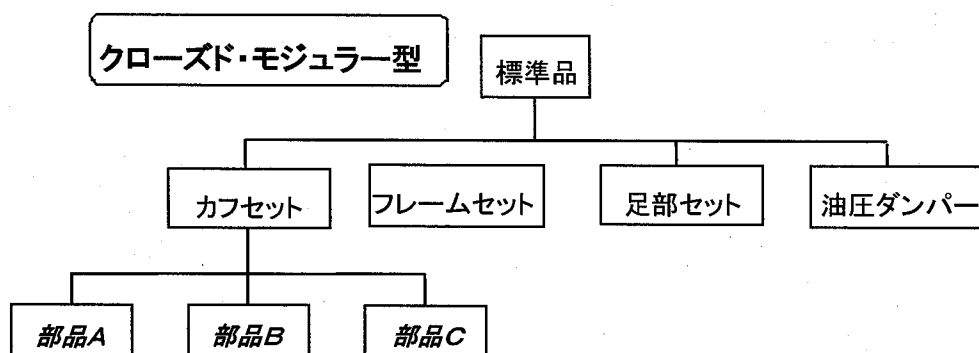 クローズド・モジュラー型
標準品
カフセット
フレームセット
足部セット
油圧ダンパー
部品A
部品B
部品C